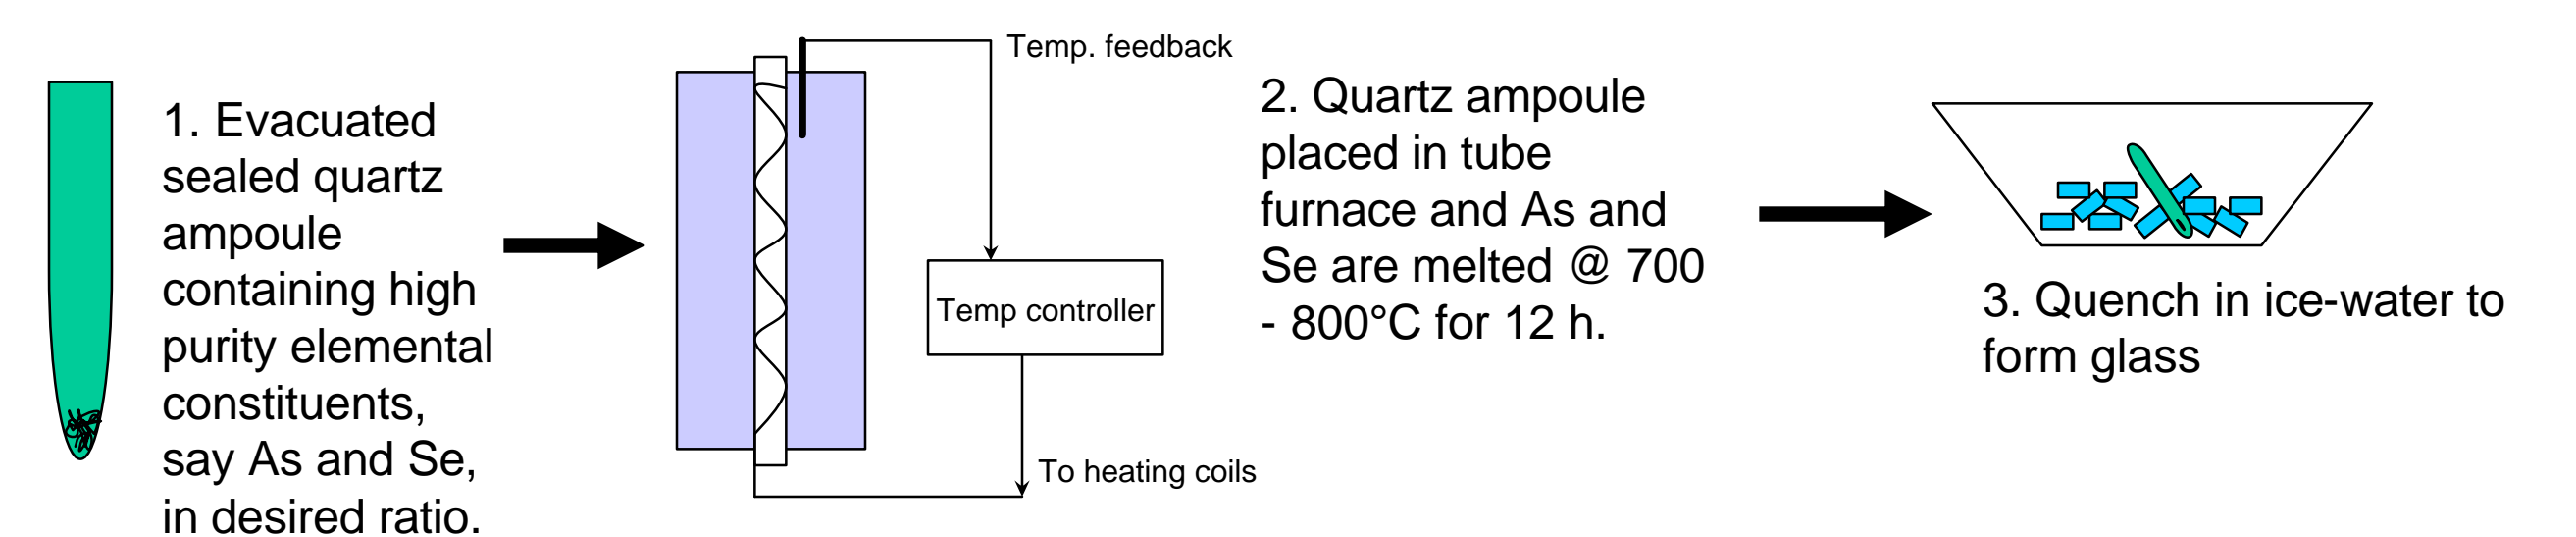 1. Evacuated
sealed quartz
ampoule
containing high
purity elemental
constituents,
say As and Se,
in desired ratio.
Temp. feedback
Temp controller
To heating coils
2. Quartz ampoule
placed in tube
furnace and As and
Se are melted @ 700
- 800°C for 12 h.
3. Quench in ice-water to
form glass